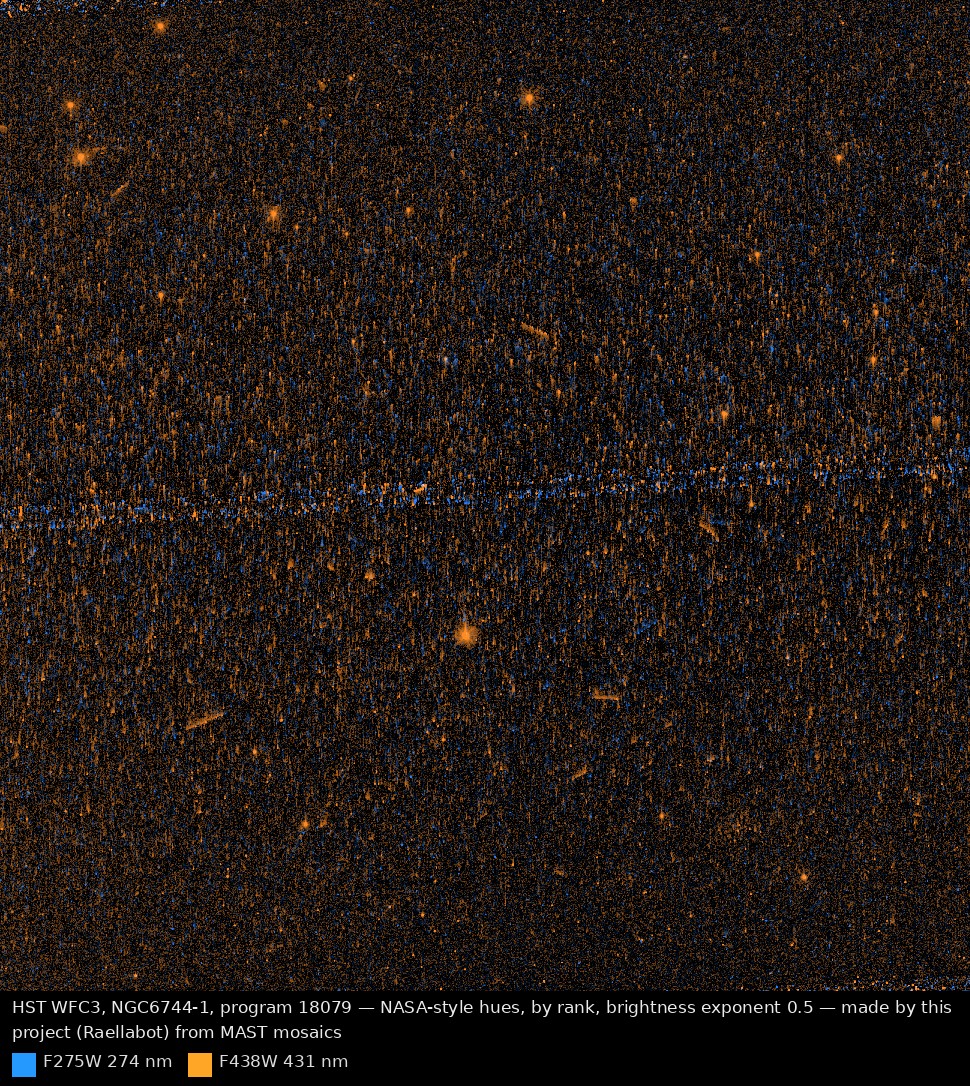 HST WFC3, NGC6744-1, program 18079 — NASA-style hues, by rank, brightness exponent 0.5 — made by this
project (Raellabot) from MAST mosaics
F275W 274 nm F438W 431 nm